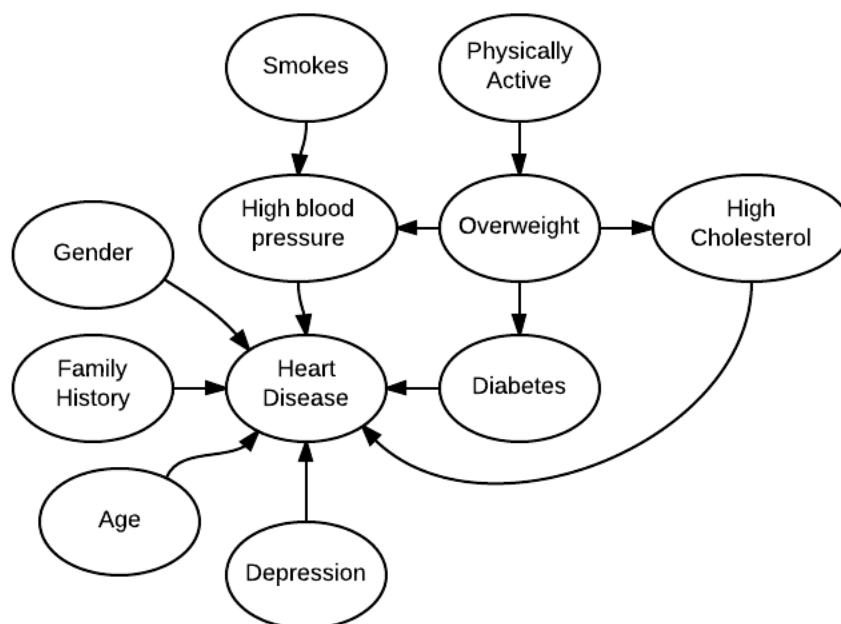 Smokes
Physically
Active
High blood
pressure
Overweight
High
Cholesterol
Gender
Family
History
Heart
Disease
Diabetes
Age
Depression